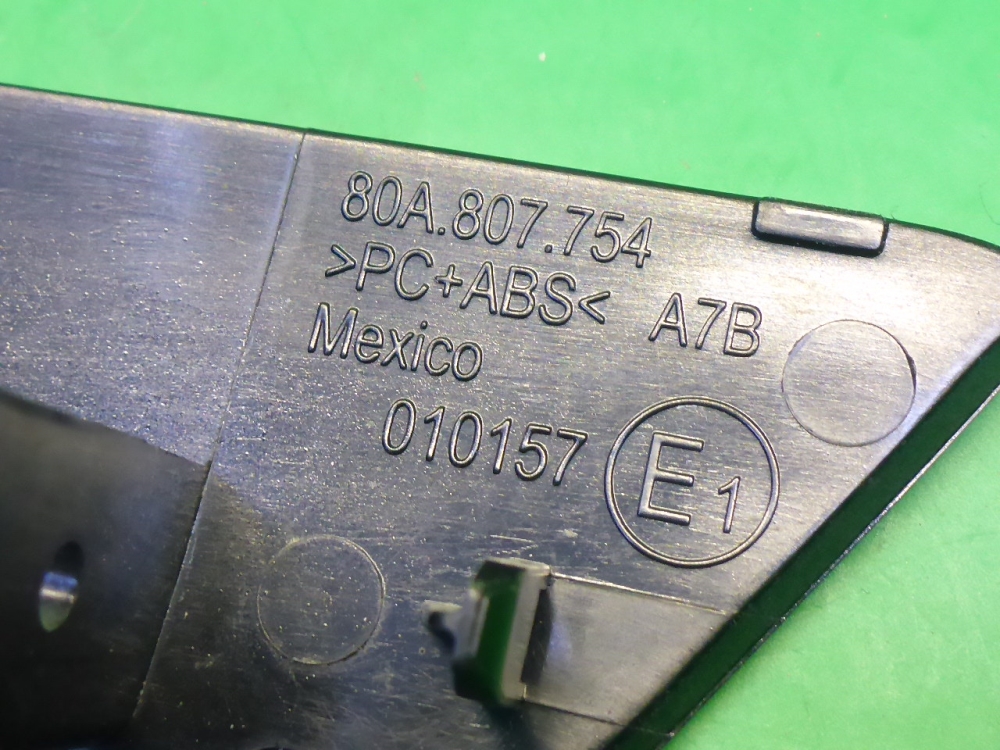 80A.807.754
>PC+ABS< A7B
Mexico
010157 E1